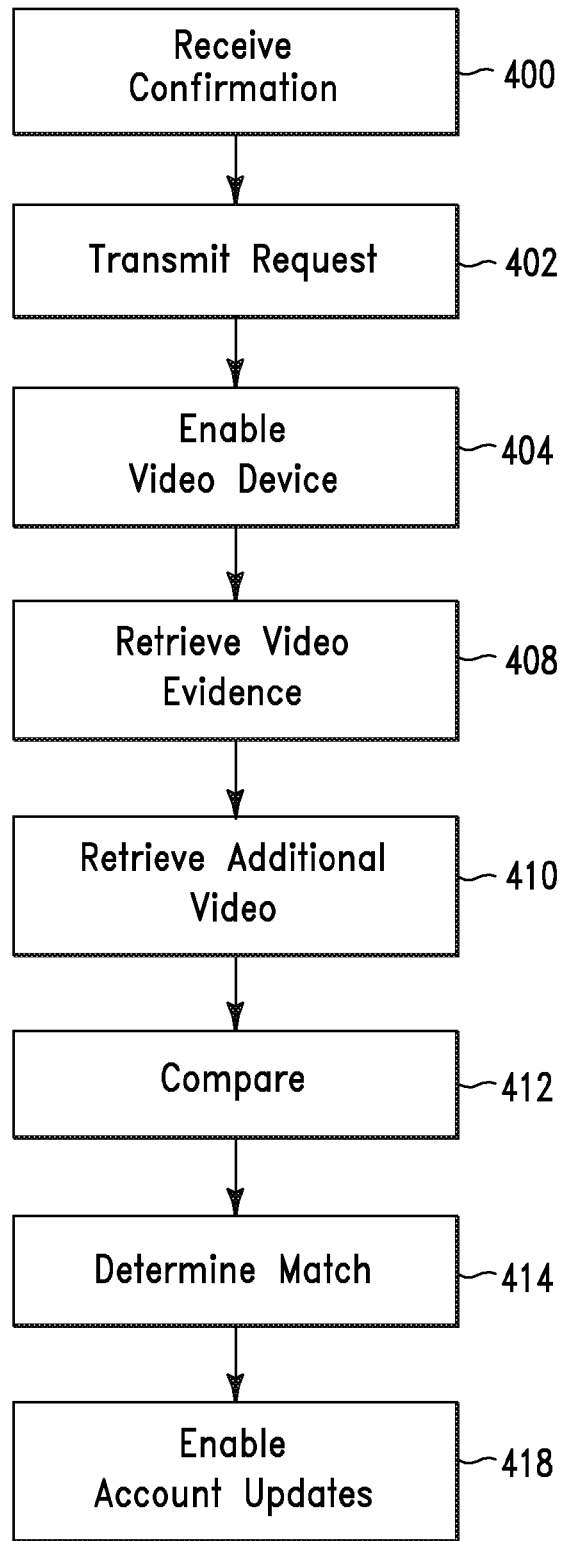 Receive
Confirmation
400
Transmit Request
402
Enable
Video Device
404
Retrieve Video
Evidence
408
Retrieve Additional
Video
410
Compare
412
Determine Match
414
Enable
Account Updates
418